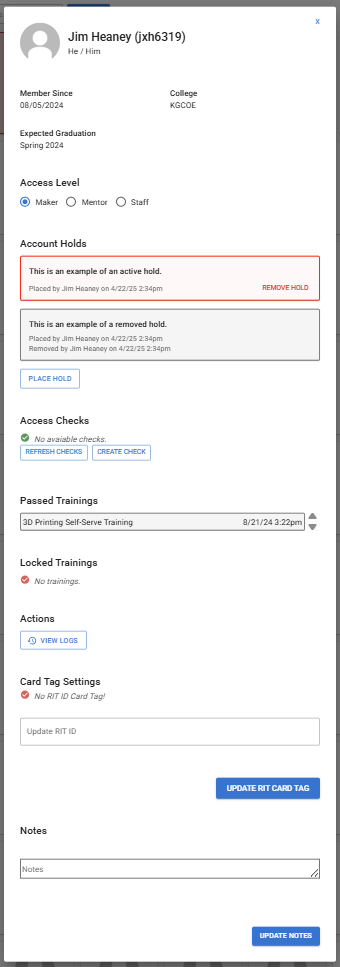 x
Jim Heaney (jxh6319)
He / Him
Member Since
College
08/05/2024
KGCOE
Expected Graduation
Spring 2024
Access Level
Maker
Mentor
Staff
Account Holds
This is an example of an active hold.
Placed by Jim Heaney on 4/22/25 2:34pm
REMOVE HOLD
This is an example of a removed hold.
Placed by Jim Heaney on 4/22/25 2:34pm
Removed by Jim Heaney on 4/22/25 2:34pm
PLACE HOLD
Access Checks
No avaiable checks.
REFRESH CHECKS
CREATE CHECK
Passed Trainings
3D Printing Self-Serve Training
8/21/24 3:22pm
Locked Trainings
No trainings.
Actions
VIEW LOGS
Card Tag Settings
No RIT ID Card Tag!
Update RIT ID
UPDATE RIT CARD TAG
Notes
Notes
UPDATE NOTES